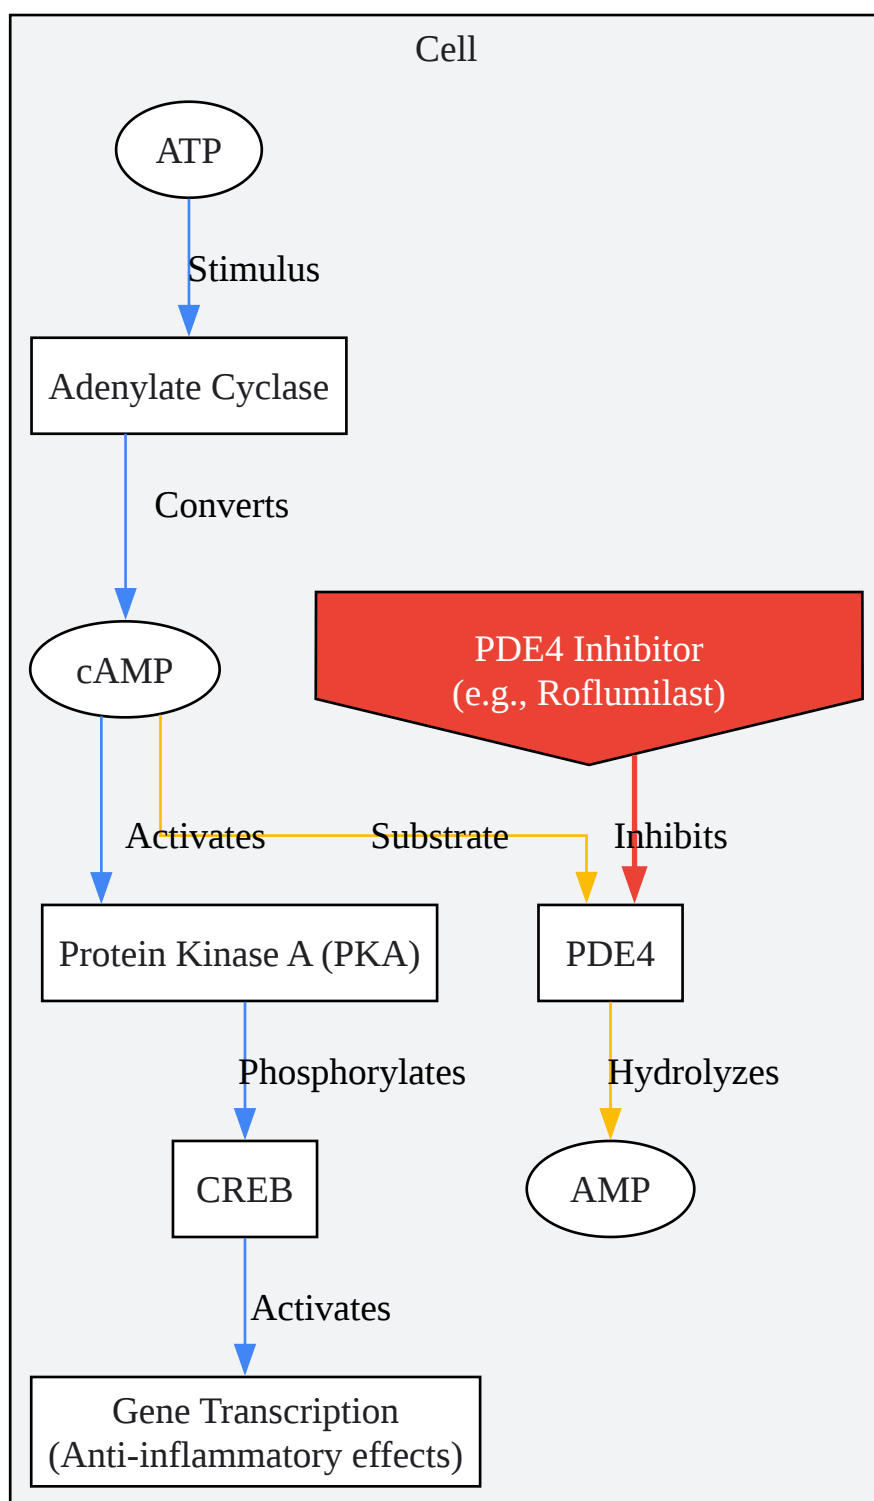 Cell
ATP
Stimulus
Adenylate Cyclase
Converts
PDE4 Inhibitor
(e.g., Roflumilast)
cAMP
Activates
Substrate
Inhibits
Protein Kinase A (PKA)
PDE4
Phosphorylates
Hydrolyzes
CREB
AMP
Activates
Gene Transcription
(Anti-inflammatory effects)